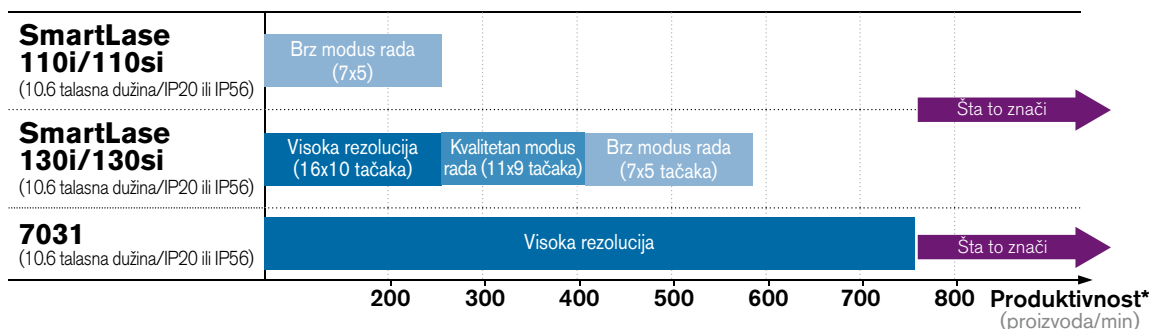 SmartLase
110i/110si
(10.6 talasna dužina/IP20 ili IP56)
Brz modus rada
(7x5)
Šta to znači
SmartLase
130i/130si
(10.6 talasna dužina/IP20 ili IP56)
Visoka rezolucija
(16x10 tačaka)
Kvalitetan modus
rada (11x9 tačaka)
Brz modus rada
(7x5 tačaka)
7031
(10.6 talasna dužina/IP20 ili IP56)
Visoka rezolucija
Šta to znači
200 300 400 500 600 700 800 Produktivnost*
(proizvoda/min)